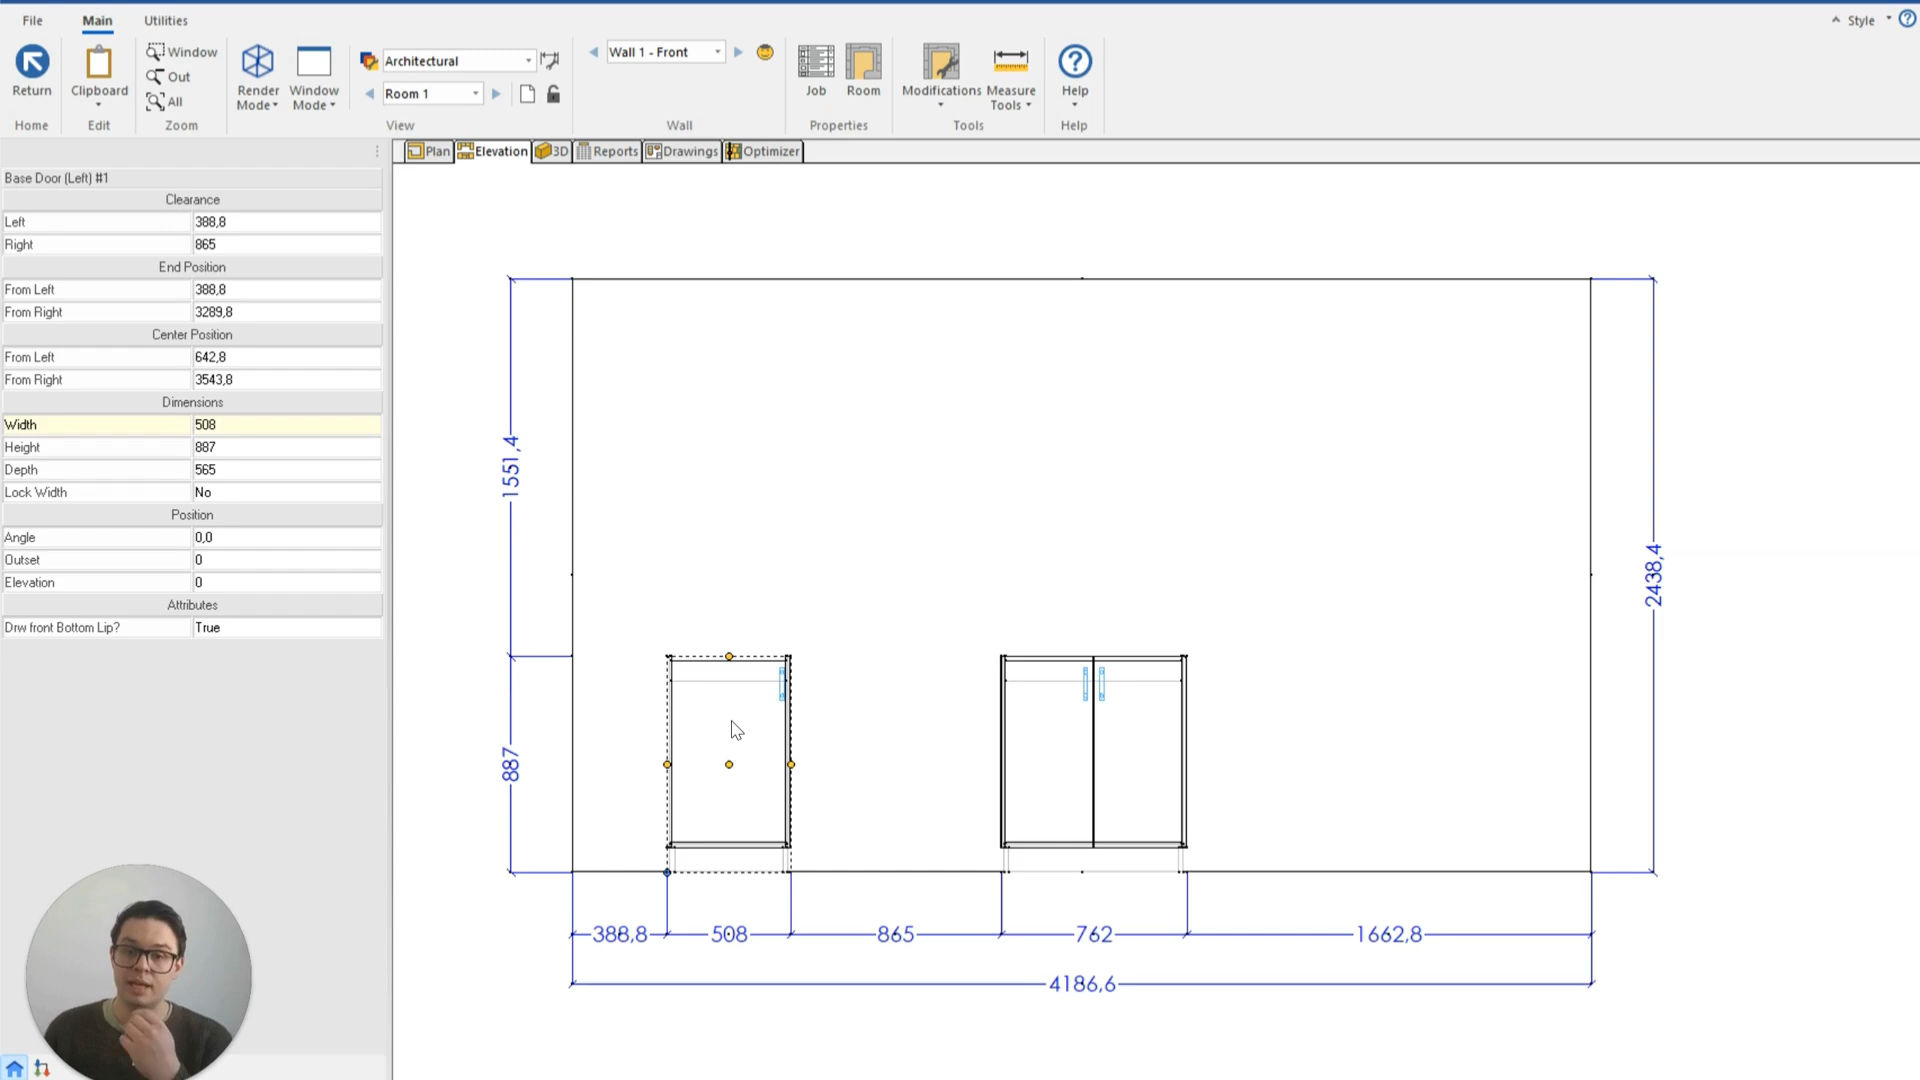 File
Main
Utilities
Style
Return
Clipboard
Window
Out
All
Render
Mode
Window
Mode
Architectural
Room 1
Wall 1 - Front
Job
Room
Modifications
Measure
Tools
Help
Home
Edit
Zoom
View
Wall
Properties
Tools
Help
Plan
Elevation
3D
Reports
Drawings
Optimizer
Base Door (Left) #1
Clearance
Left 388,8
Right 865
End Position
From Left 388,8
From Right 3289,8
Center Position
From Left 642,8
From Right 3543,8
Dimensions
Width 508
Height 887
Depth 565
Lock Width No
Position
Angle 0,0
Outset 0
Elevation 0
Attributes
Drw front Bottom Lip? True
1551,4
887
2438,4
388,8
508
865
762
1662,8
4186,6